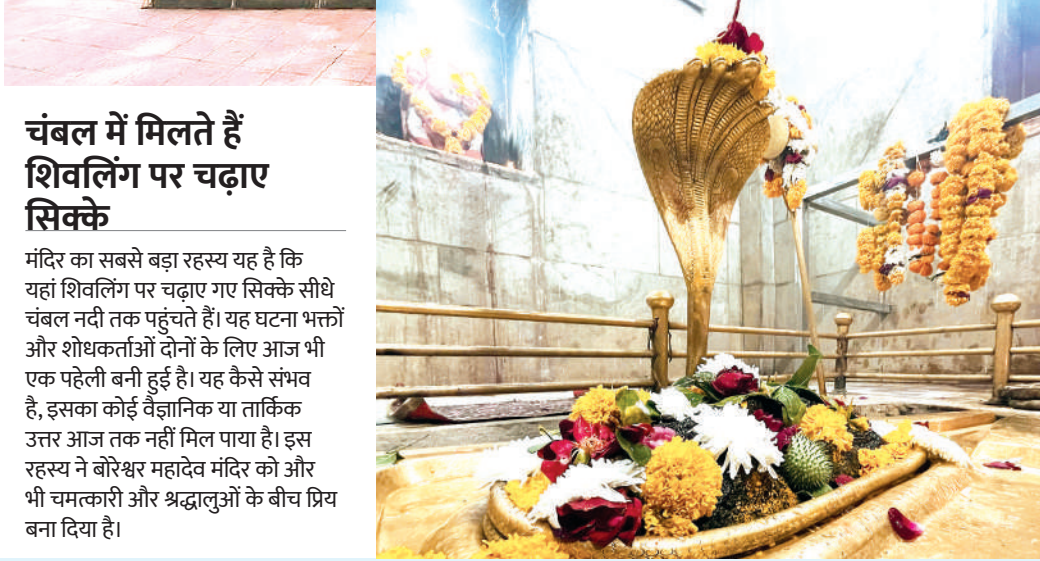 चंबल में मिलते हैं
शिवलिंग पर चढ़ाए
सिक्के
मंदिर का सबसे बड़ा रहस्य यह है कि
यहां शिवलिंग पर चढ़ाए गए सिक्के सीधे
चंबल नदी तक पहुंचते हैं। यह घटना भक्तों
और शोधकर्ताओं दोनों के लिए आज भी
एक पहेली बनी हुई है। यह कैसे संभव
है, इसका कोई वैज्ञानिक या तार्किक
उत्तर आज तक नहीं मिल पाया है। इस
रहस्य ने बोरेश्वर महादेव मंदिर को और
भी चमत्कारी और श्रद्धालुओं के बीच प्रिय
बना दिया है।